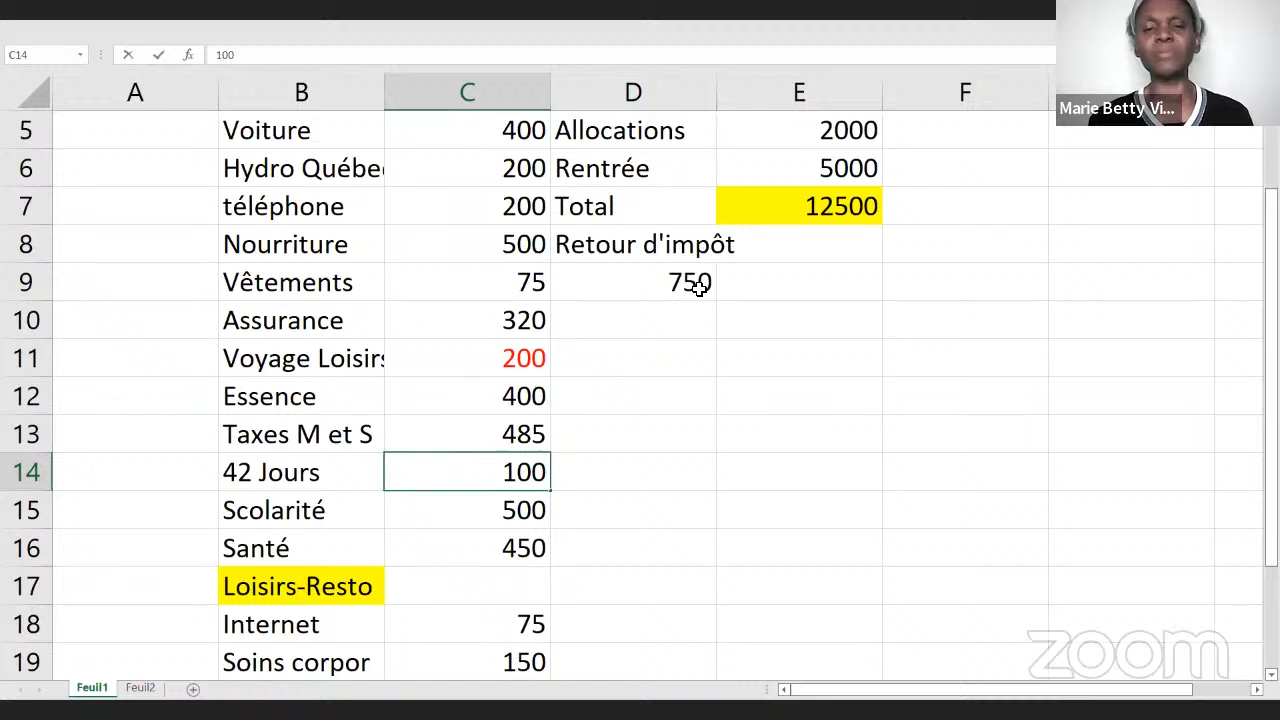 C14
fx
100
Marie Betty Vi...
A B C D E F
5 Voiture 400 Allocations 2000
6 Hydro Québec 200 Rentrée 5000
7 téléphone 200 Total 12500
8 Nourriture 500 Retour d'impôt
9 Vêtements 75 750
10 Assurance 320
11 Voyage Loisirs 200
12 Essence 400
13 Taxes M et S 485
14 42 Jours 100
15 Scolarité 500
16 Santé 450
17 Loisirs-Resto
18 Internet 75
19 Soins corpor 150
Feuil1 Feuil2
zoom